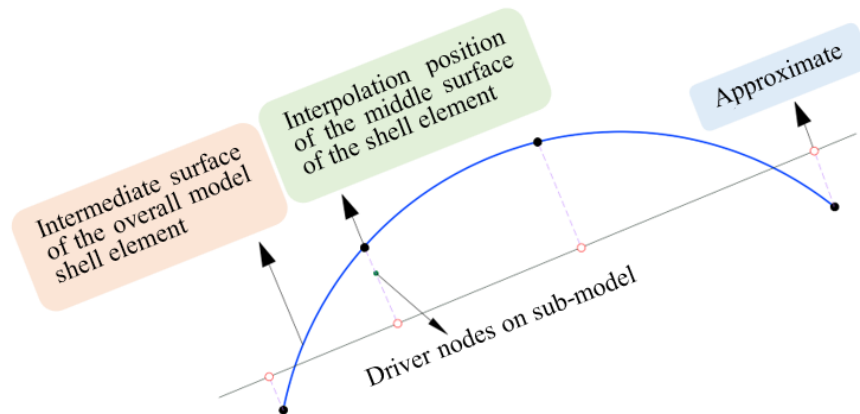 Intermediate surface
of the overall model
shell element
Interpolation position
of the middle surface
of the shell element
Approximate
Driver nodes on sub-model